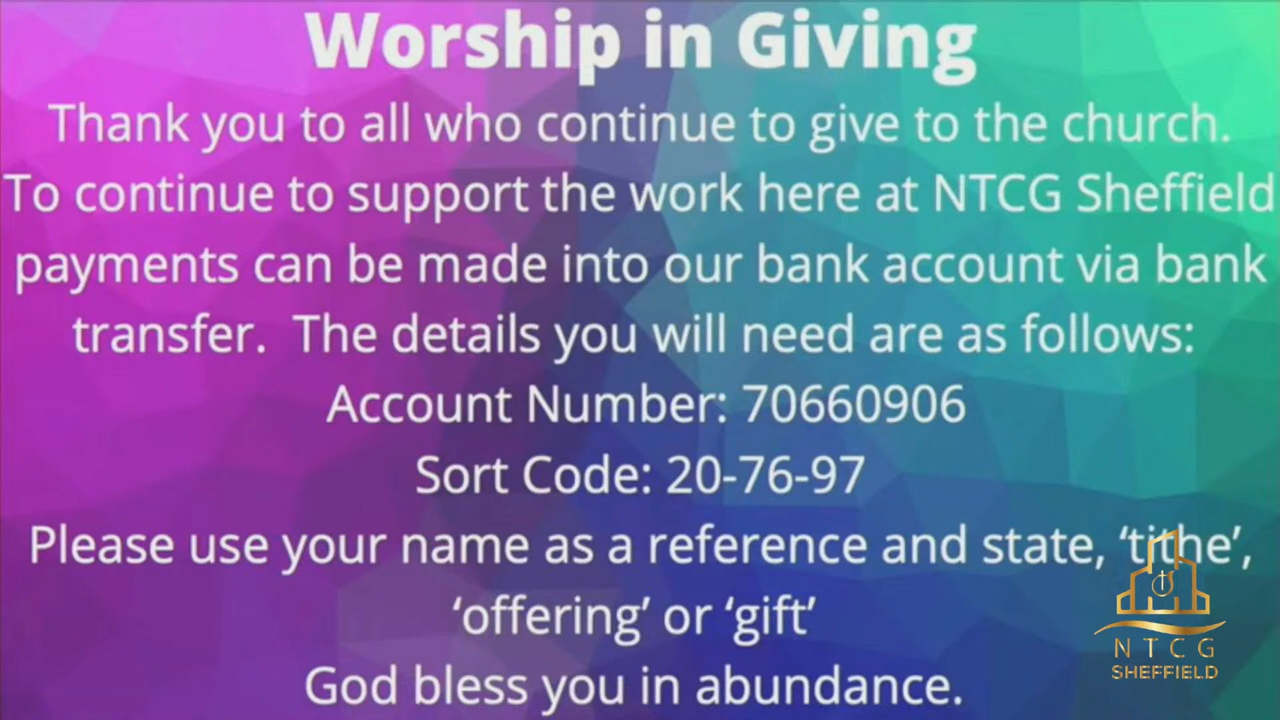 Worship in Giving
Thank you to all who continue to give to the church.
To continue to support the work here at NTCG Sheffield
payments can be made into our bank account via bank
transfer.  The details you will need are as follows:
Account Number: 70660906
Sort Code: 20-76-97
Please use your name as a reference and state, ‘tithe’,
‘offering’ or ‘gift’
God bless you in abundance.
NTCG
SHEFFIELD